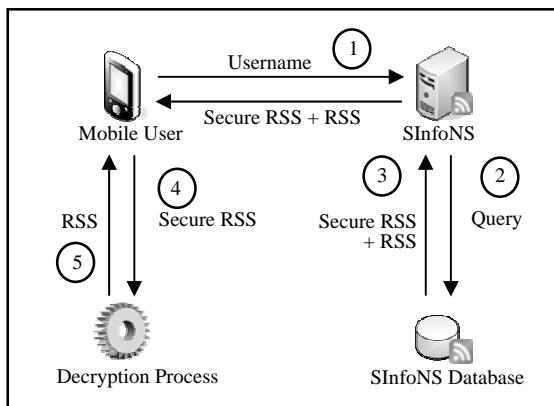 1
Username
Secure RSS + RSS
Mobile User
SInfoNS
4
Secure RSS
RSS
5
3
Secure RSS
+ RSS
2
Query
Decryption Process
SInfoNS Database